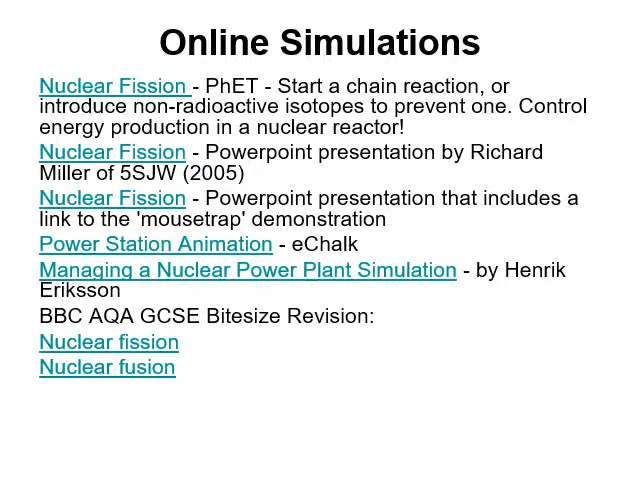 Online Simulations
Nuclear Fission - PhET - Start a chain reaction, or
introduce non-radioactive isotopes to prevent one. Control
energy production in a nuclear reactor!
Nuclear Fission - Powerpoint presentation by Richard
Miller of 5SJW (2005)
Nuclear Fission - Powerpoint presentation that includes a
link to the 'mousetrap' demonstration
Power Station Animation - eChalk
Managing a Nuclear Power Plant Simulation - by Henrik
Eriksson
BBC AQA GCSE Bitesize Revision:
Nuclear fission
Nuclear fusion